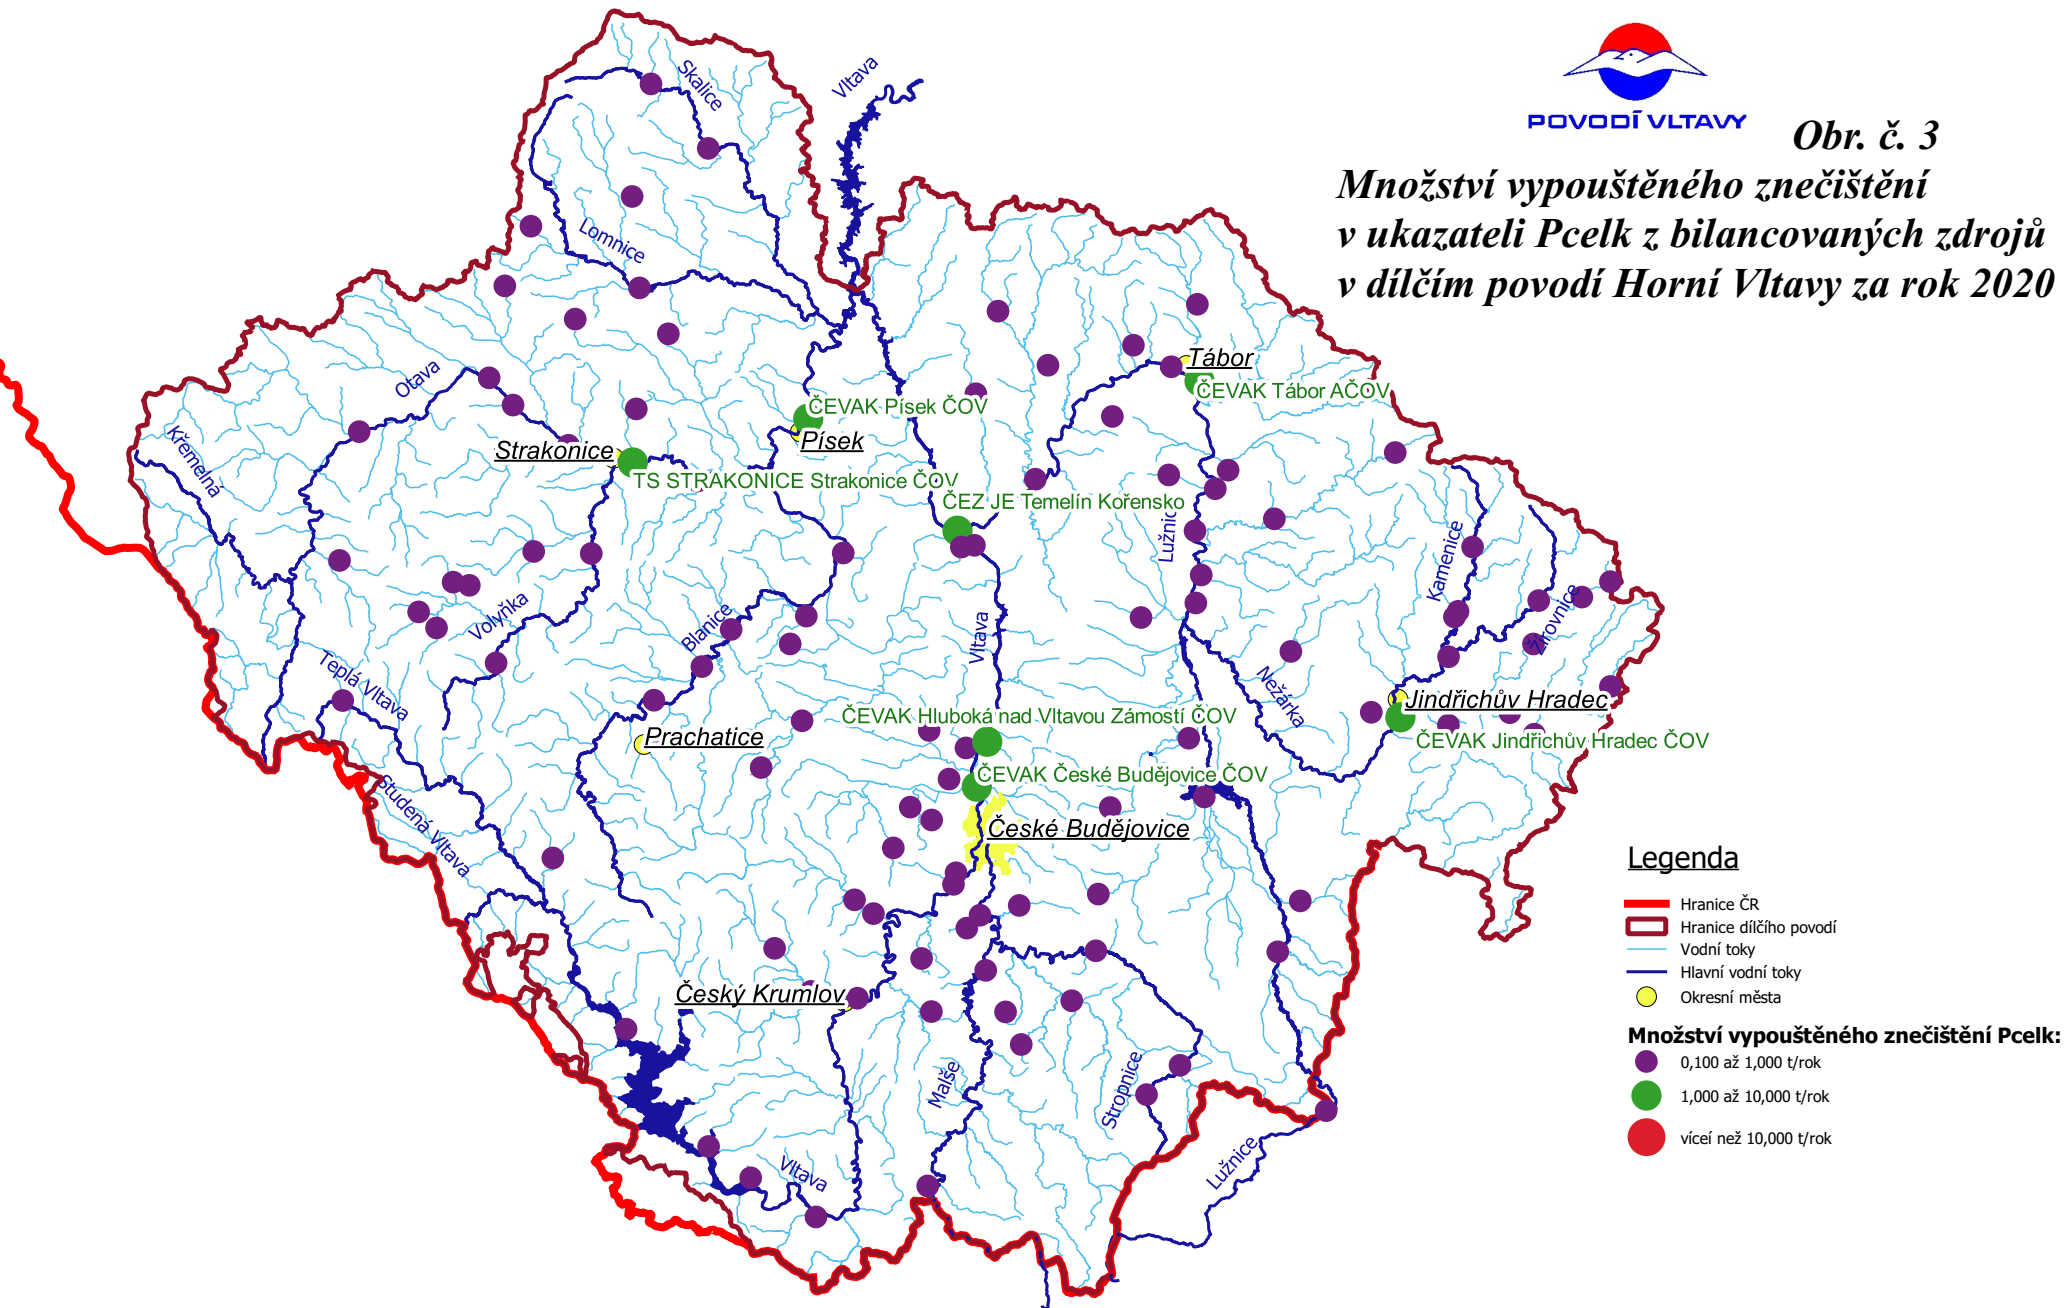 POVODÍ VLTAVY
Obr. č. 3
Množství vypouštěného znečištění
v ukazateli Pcelk z bilancovaných zdrojů
v dílčím povodí Horní Vltavy za rok 2020
Skalice
Vltava
Lomnice
Otava
Tábor
ČEVAK Tábor AČOV
ČEVAK Písek ČOV
Písek
Křemelná
Strakonice
TS STRAKONICE Strakonice ČOV
ČEZ JE Temelín Kořensko
Lužnic
Kamenice
Volyňka
Blanice
Vltava
Žirovnice
Teplá Vltava
Nežárka
Jindřichův Hradec
ČEVAK Hluboká nad Vltavou Zámostí ČOV
Prachatice
ČEVAK Jindřichův Hradec ČOV
ČEVAK České Budějovice ČOV
Studená Vltava
České Budějovice
Český Krumlov
Malše
Stropnice
Vltava
Lužnice
Legenda
Hranice ČR
Hranice dílčího povodí
Vodní toky
Hlavní vodní toky
Okresní města
Množství vypouštěného znečištění Pcelk:
0,100 až 1,000 t/rok
1,000 až 10,000 t/rok
víceí než 10,000 t/rok